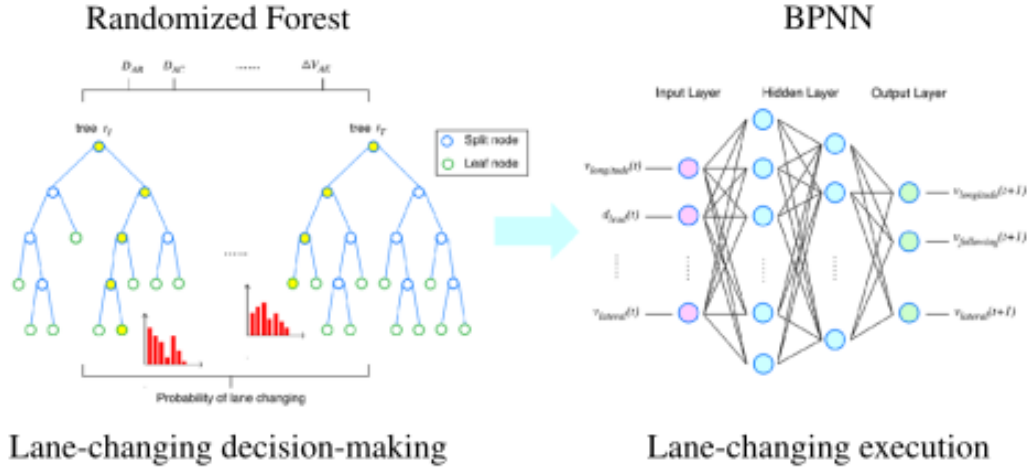 Randomized Forest
BPNN
D_AR D_AC ...... ΔV_AE
tree r_1
tree r_T
Split node
Leaf node
......
Probability of lane changing
Lane-changing decision-making
Input Layer
Hidden Layer
Output Layer
v_longitude(t)
d_lead(t)
v_lateral(t)
v_longitude(t+1)
v_following(t+1)
v_lateral(t+1)
Lane-changing execution